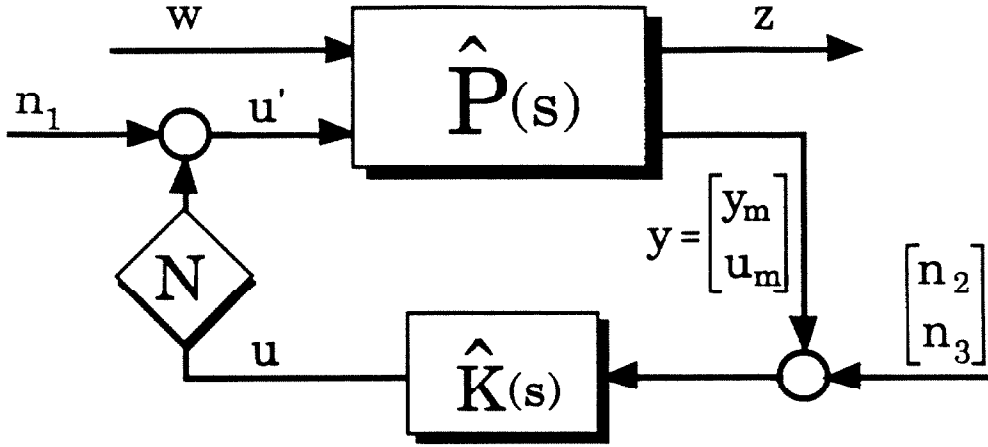 w
z
P̂(s)
n₁
u'
y = [yₘ
uₘ]
N
[n₂
n₃]
u
K̂(s)